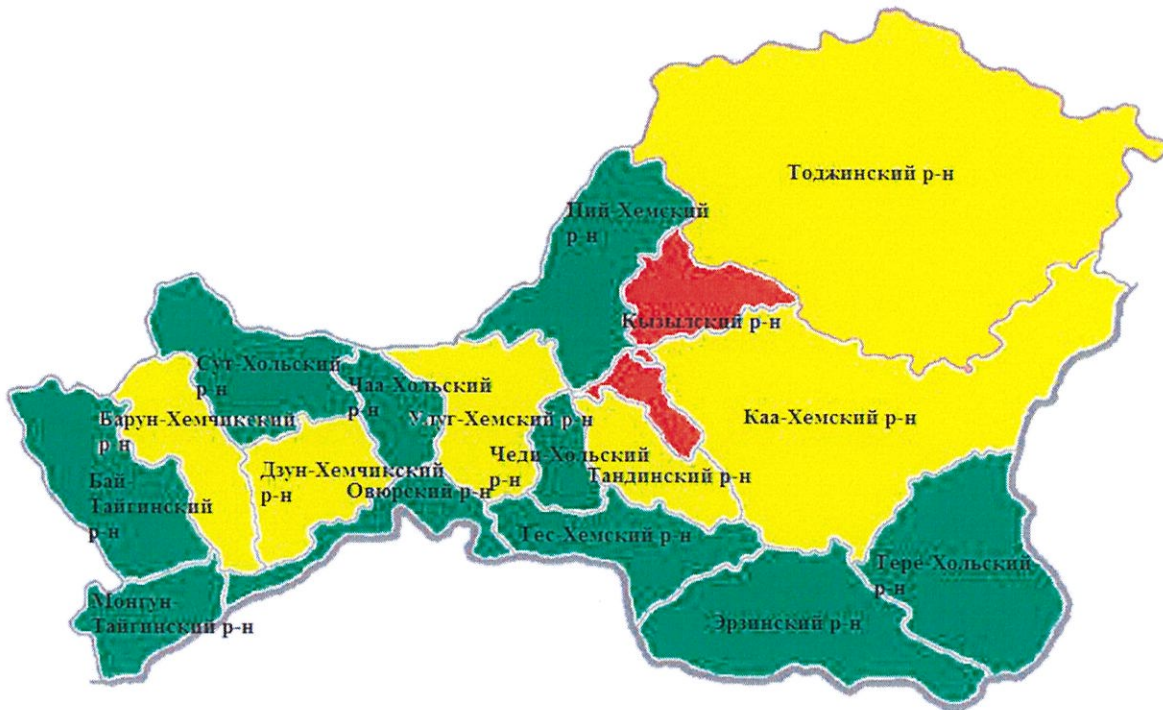 Тоджинский р-н
Пий-Хемский
р-н
Кызылский р-н
Сут-Хольский
р-н
Чаа-Хольский
р-н
Улуг-Хемский р-н
Барун-Хемчикский
р-н
Каа-Хемский р-н
Чеди-Хольский
р-н
Дзун-Хемчикский
р-н
Тандинский р-н
Бай-
Тайгинский
р-н
Овюрский р-н
Тес-Хемский р-н
Тере-Хольский
р-н
Монгун-
Тайгинский р-н
Эрзинский р-н